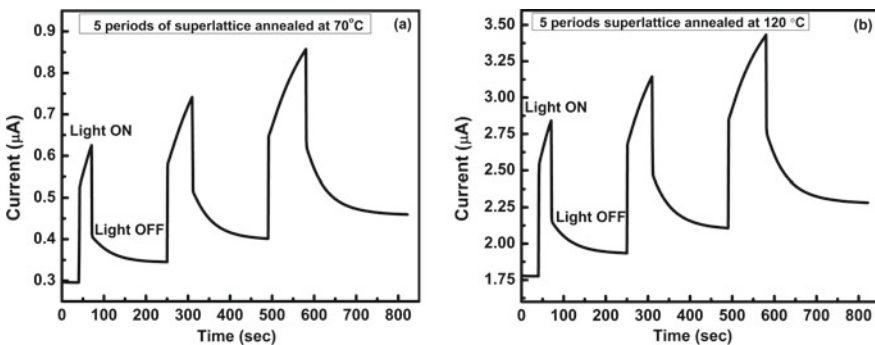 5 periods of superlattice annealed at 70°C
(a)
Current (μA)
0.9
0.8
0.7
0.6
0.5
0.4
0.3
Light ON
Light OFF
0 100 200 300 400 500 600 700 800
Time (sec)
5 periods superlattice annealed at 120 °C
(b)
Current (μA)
3.50
3.25
3.00
2.75
2.50
2.25
2.00
1.75
Light ON
Light OFF
0 100 200 300 400 500 600 700 800
Time (sec)